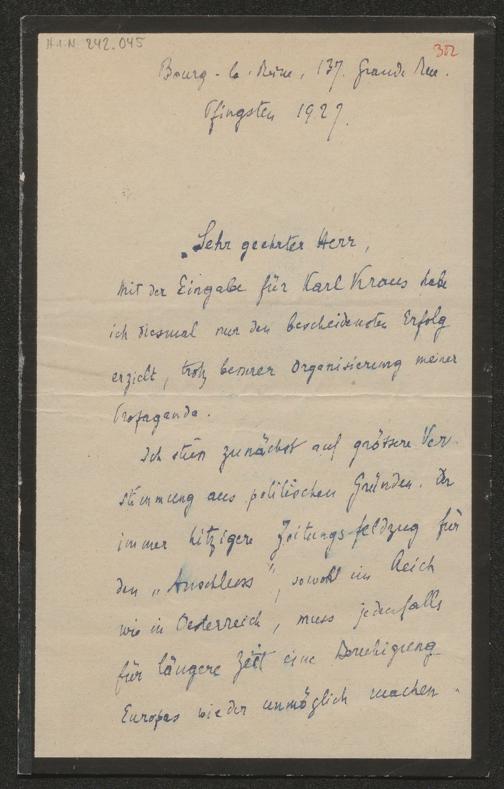 H.I.N. 242.045
302
Bourg-la-Reine, 137. Grande Rue.
Pfingsten 1927.
Sehr geehrter Herr,
Mit der Eingabe für Karl Kraus habe
ich diesmal nur den bescheidensten Erfolg
erzielt, trotz besserer Organisierung meiner
Propaganda.
Ich stiess zunächst auf grössere Ver-
stimmung aus politischen Gründen. Der
immer hitzigere Zeitungsfeldzug für
den „Anschluss", sowohl im Reich
wie in Oesterreich, muss jedenfalls
für längere Zeit eine Beruhigung
Europas wieder unmöglich machen.